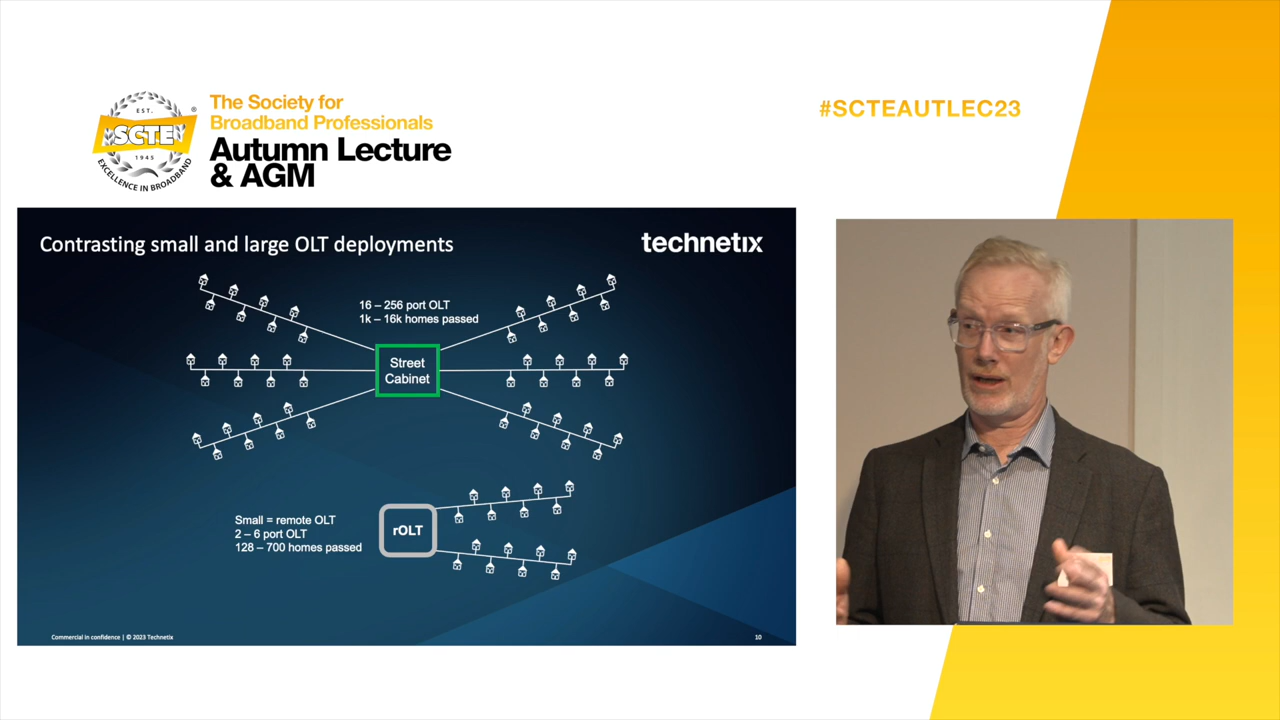 EST.
SCTE
®
1945
EXCELLENCE IN BROADBAND
The Society for
Broadband Professionals
Autumn Lecture
& AGM
#SCTEAUTLEC23
Contrasting small and large OLT deployments
technetix
16 – 256 port OLT
1k – 16k homes passed
Street
Cabinet
Small = remote OLT
2 – 6 port OLT
128 – 700 homes passed
rOLT
Commercial in confidence | © 2023 Technetix
10